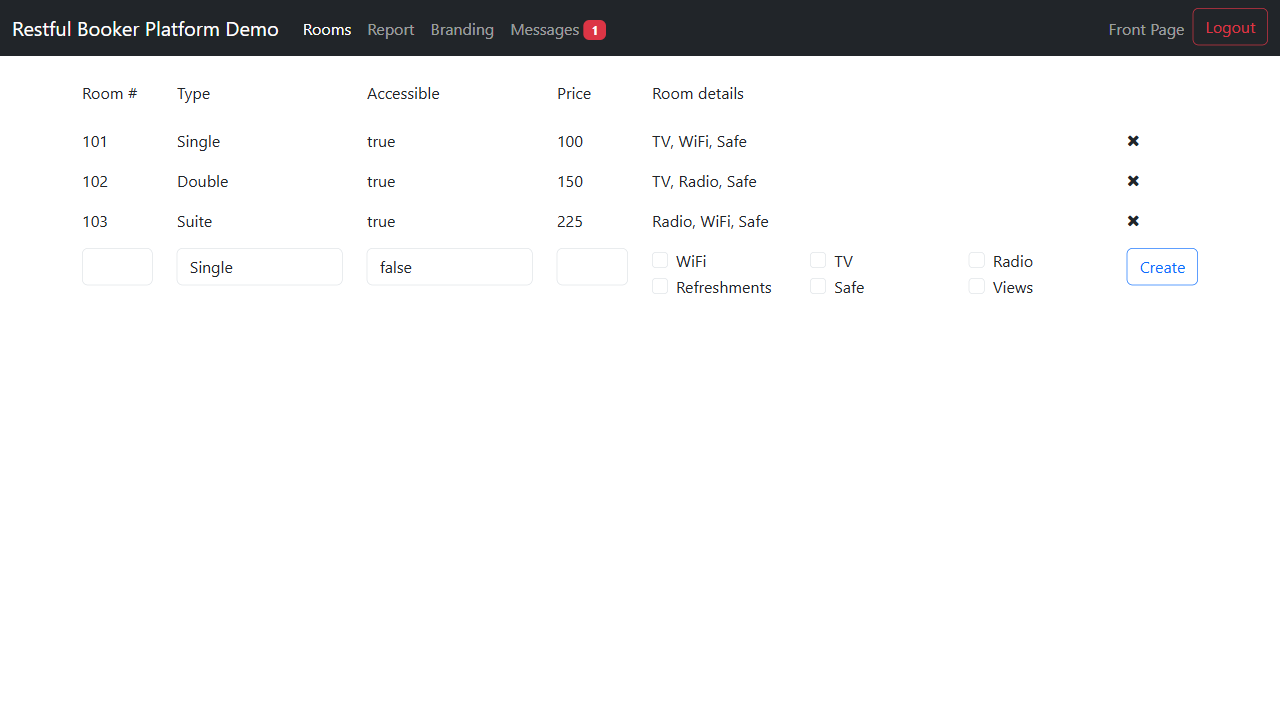 Restful Booker Platform Demo Rooms Report Branding Messages 1 Front Page Logout
Room # Type Accessible Price Room details
101 Single true 100 TV, WiFi, Safe
102 Double true 150 TV, Radio, Safe
103 Suite true 225 Radio, WiFi, Safe
Single false WiFi TV Radio Create
Refreshments Safe Views